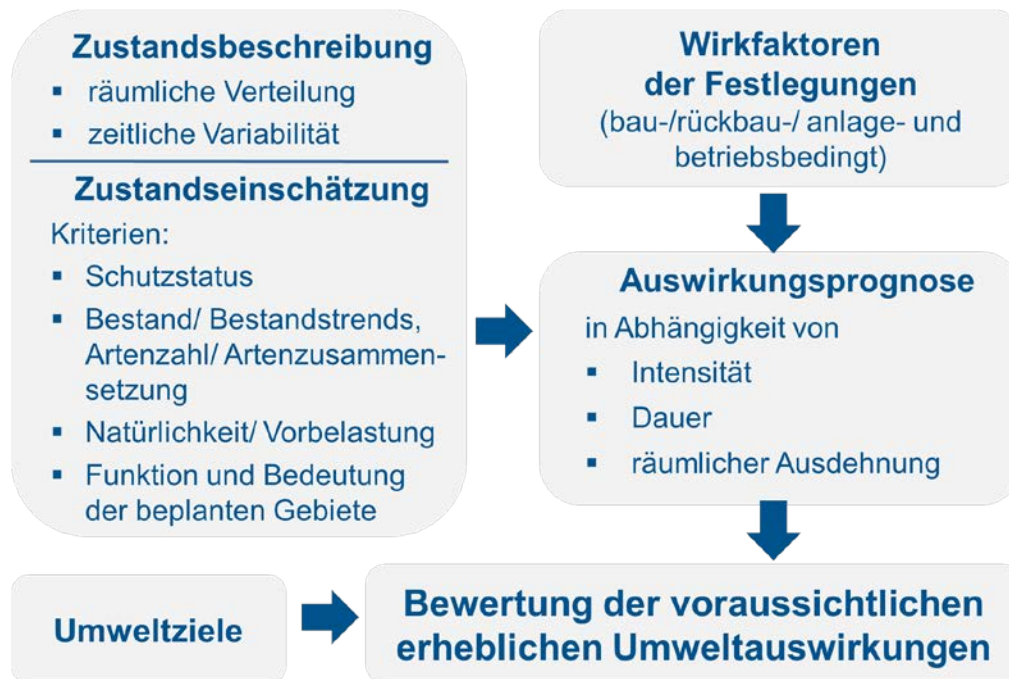 Zustandsbeschreibung
▪ räumliche Verteilung
▪ zeitliche Variabilität
Zustandseinschätzung
Kriterien:
▪ Schutzstatus
▪ Bestand/ Bestandstrends,
Artenzahl/ Artenzusammen-
setzung
▪ Natürlichkeit/ Vorbelastung
▪ Funktion und Bedeutung
der beplanten Gebiete
Wirkfaktoren
der Festlegungen
(bau-/rückbau-/ anlage- und
betriebsbedingt)
Auswirkungsprognose
in Abhängigkeit von
▪ Intensität
▪ Dauer
▪ räumlicher Ausdehnung
Umweltziele
Bewertung der voraussichtlichen
erheblichen Umweltauswirkungen